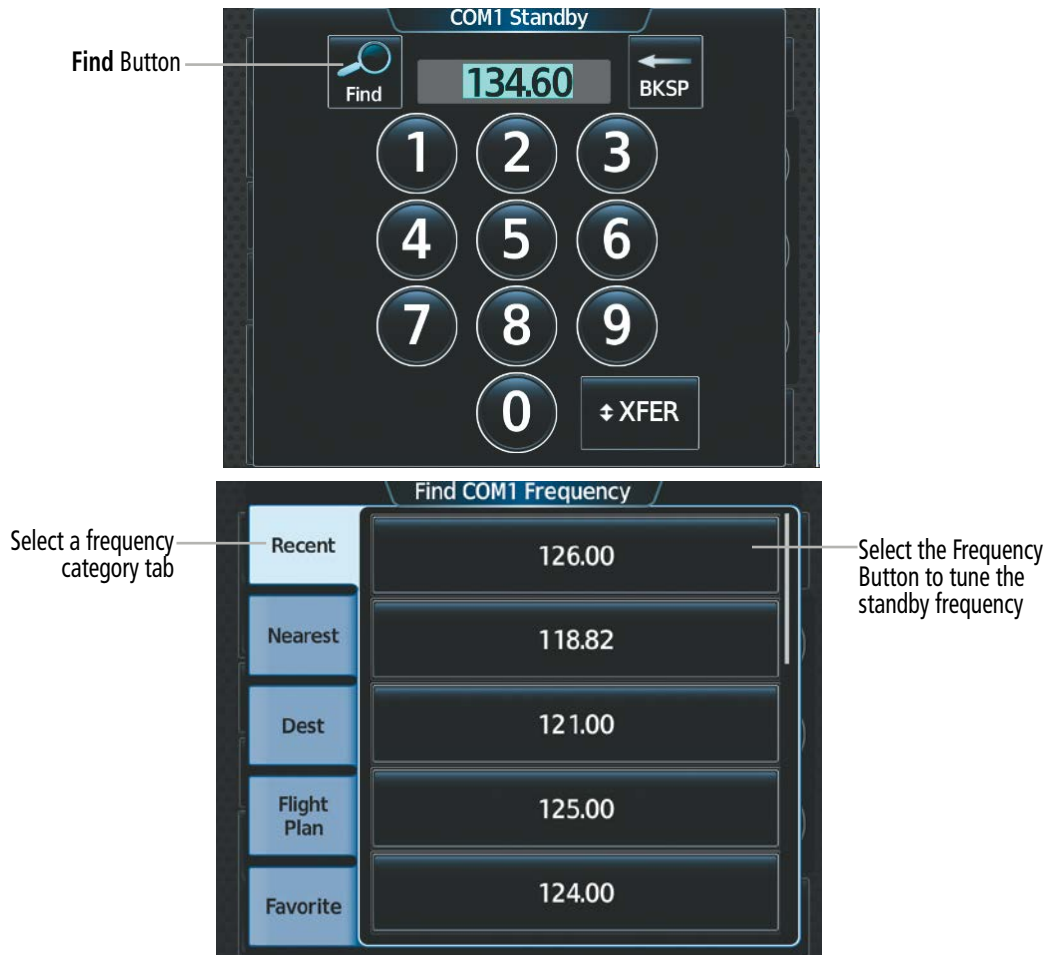 COM1 Standby
Find Button
Find
134.60
BKSP
1 2 3
4 5 6
7 8 9
0 XFER
Find COM1 Frequency
Select a frequency
category tab
Recent
126.00
Select the Frequency
Button to tune the
standby frequency
Nearest
118.82
Dest
121.00
Flight
Plan
125.00
Favorite
124.00